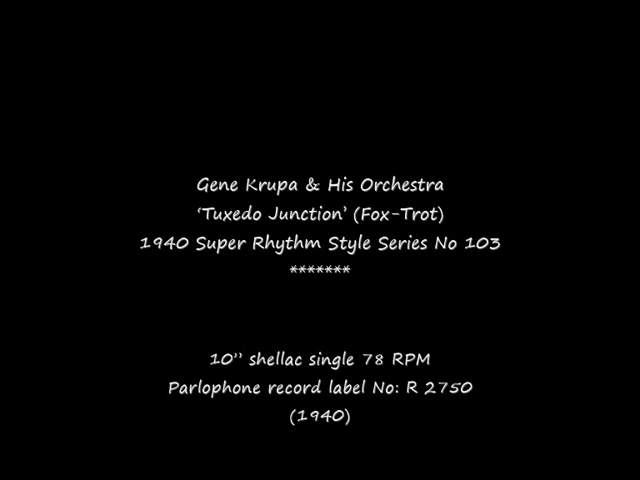 Gene Krupa & His Orchestra
‘Tuxedo Junction’ (Fox-Trot)
1940 Super Rhythm Style Series No 103
*******
10’’ shellac single 78 RPM
Parlophone record label No: R 2750
(1940)